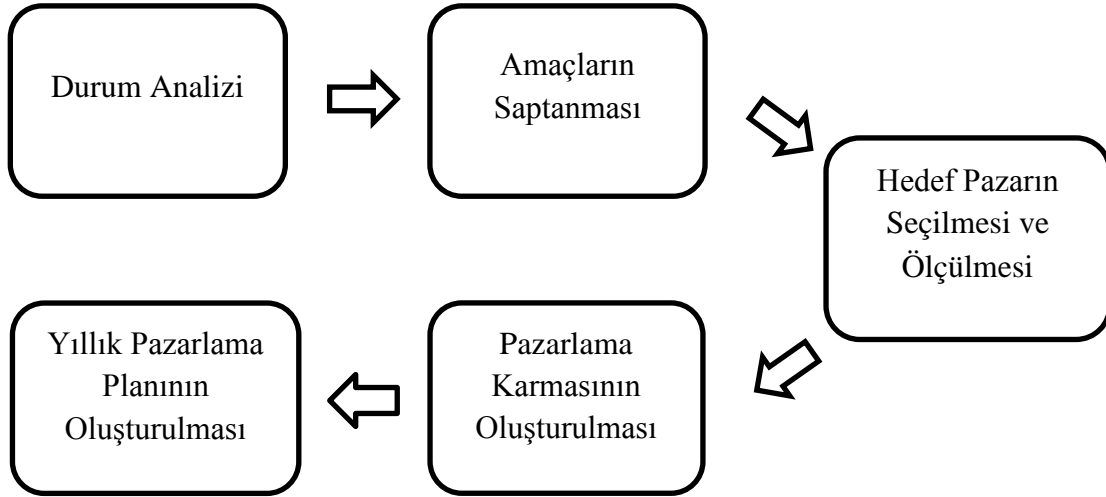 Durum Analizi
Amaçların
Saptanması
Hedef Pazarın
Seçilmesi ve
Ölçülmesi
Pazarlama
Karmasının
Oluşturulması
Yıllık Pazarlama
Planının
Oluşturulması